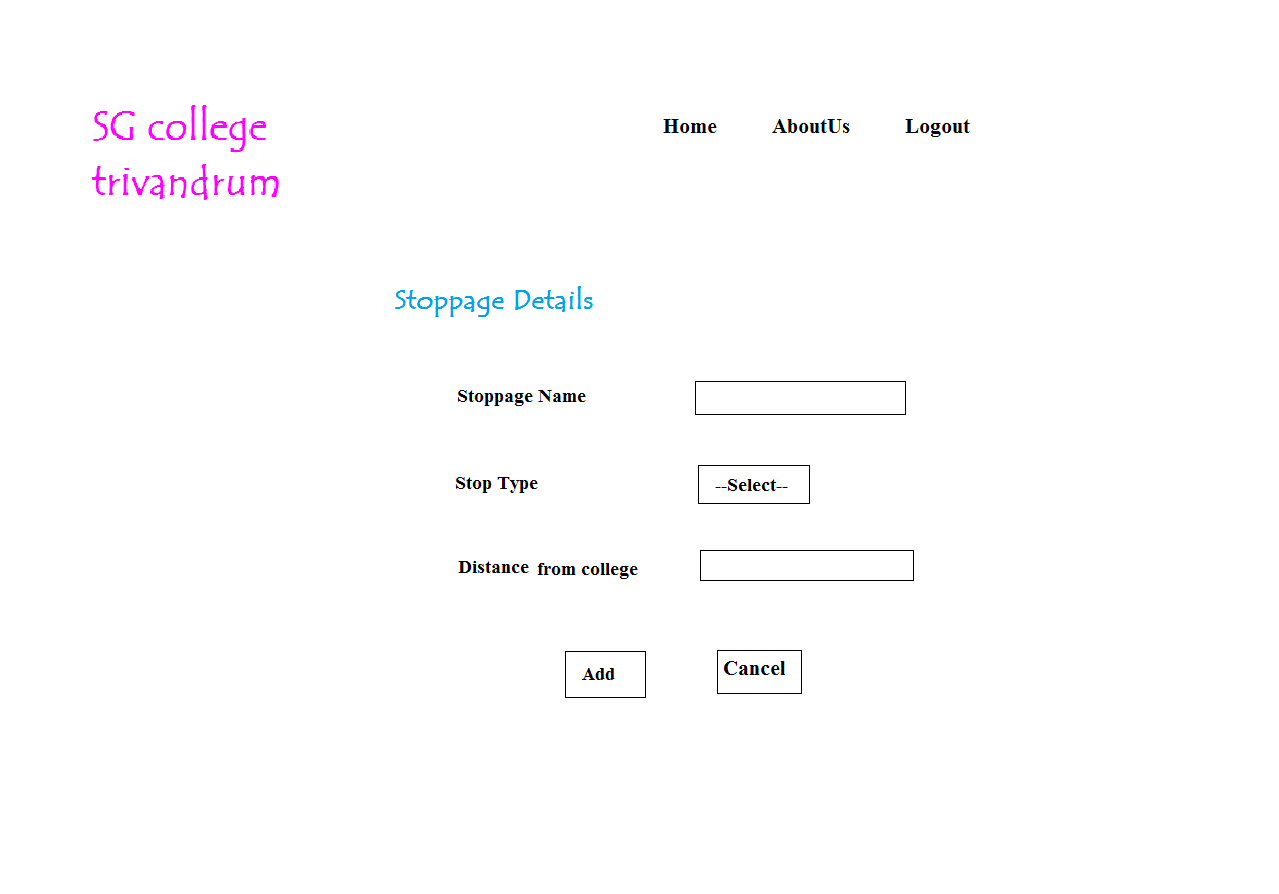 SG college
trivandrum
Home AboutUs Logout
Stoppage Details
Stoppage Name
Stop Type --Select--
Distance from college
Add Cancel